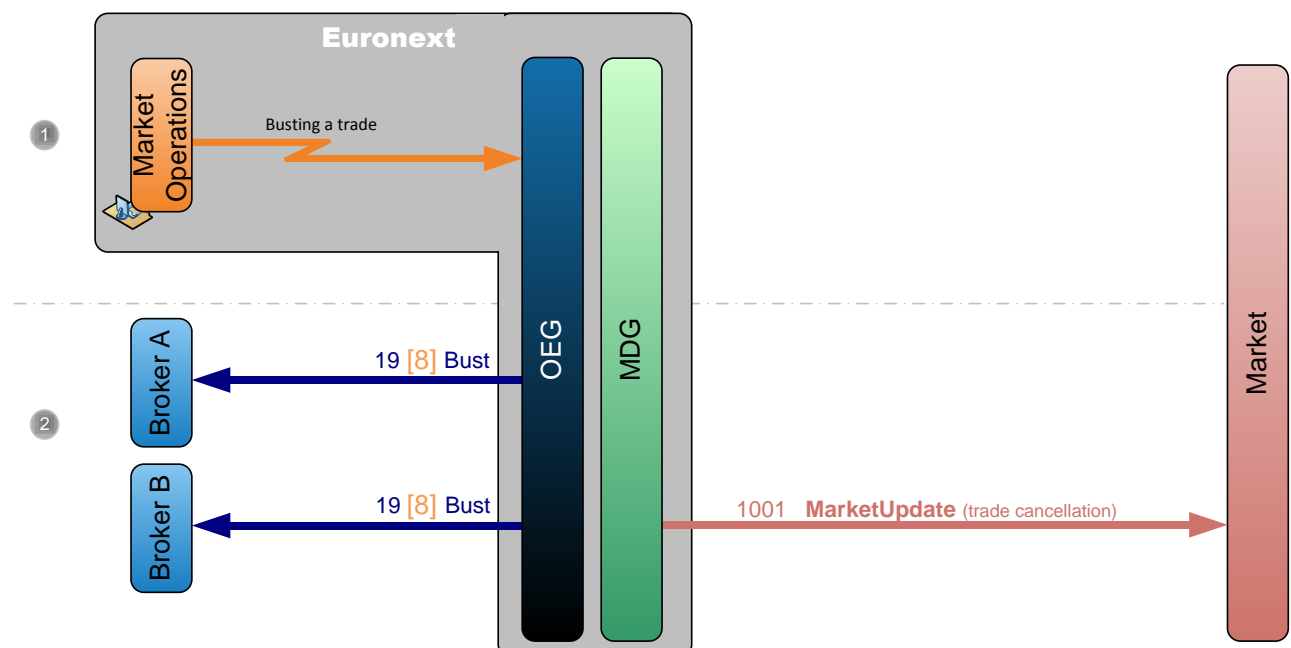 Euronext
1
Market
Operations
Busting a trade
OEG
MDG
Market
2
Broker A
19 [8] Bust
Broker B
19 [8] Bust
1001 MarketUpdate (trade cancellation)